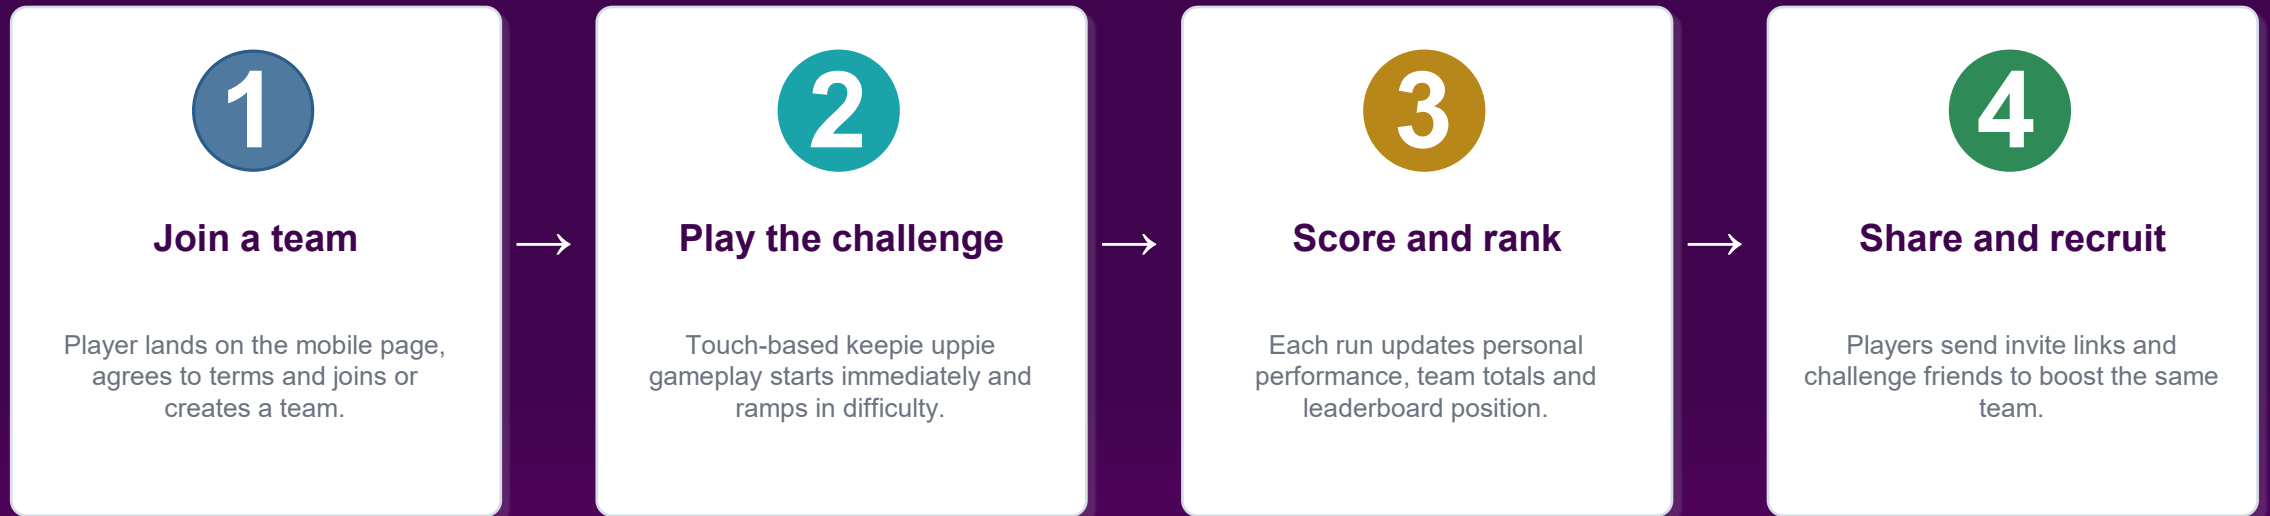 1
Join a team
Player lands on the mobile page,
agrees to terms and joins or
creates a team.
→
2
Play the challenge
Touch-based keepie uppie
gameplay starts immediately and
ramps in difficulty.
→
3
Score and rank
Each run updates personal
performance, team totals and
leaderboard position.
→
4
Share and recruit
Players send invite links and
challenge friends to boost the same
team.